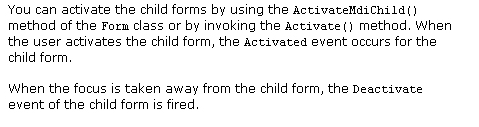 You can activate the child forms by using the ActivateMdiChild()
method of the Form class or by invoking the Activate() method. When
the user activates the child form, the Activated event occurs for the
child form.
When the focus is taken away from the child form, the Deactivate
event of the child form is fired.